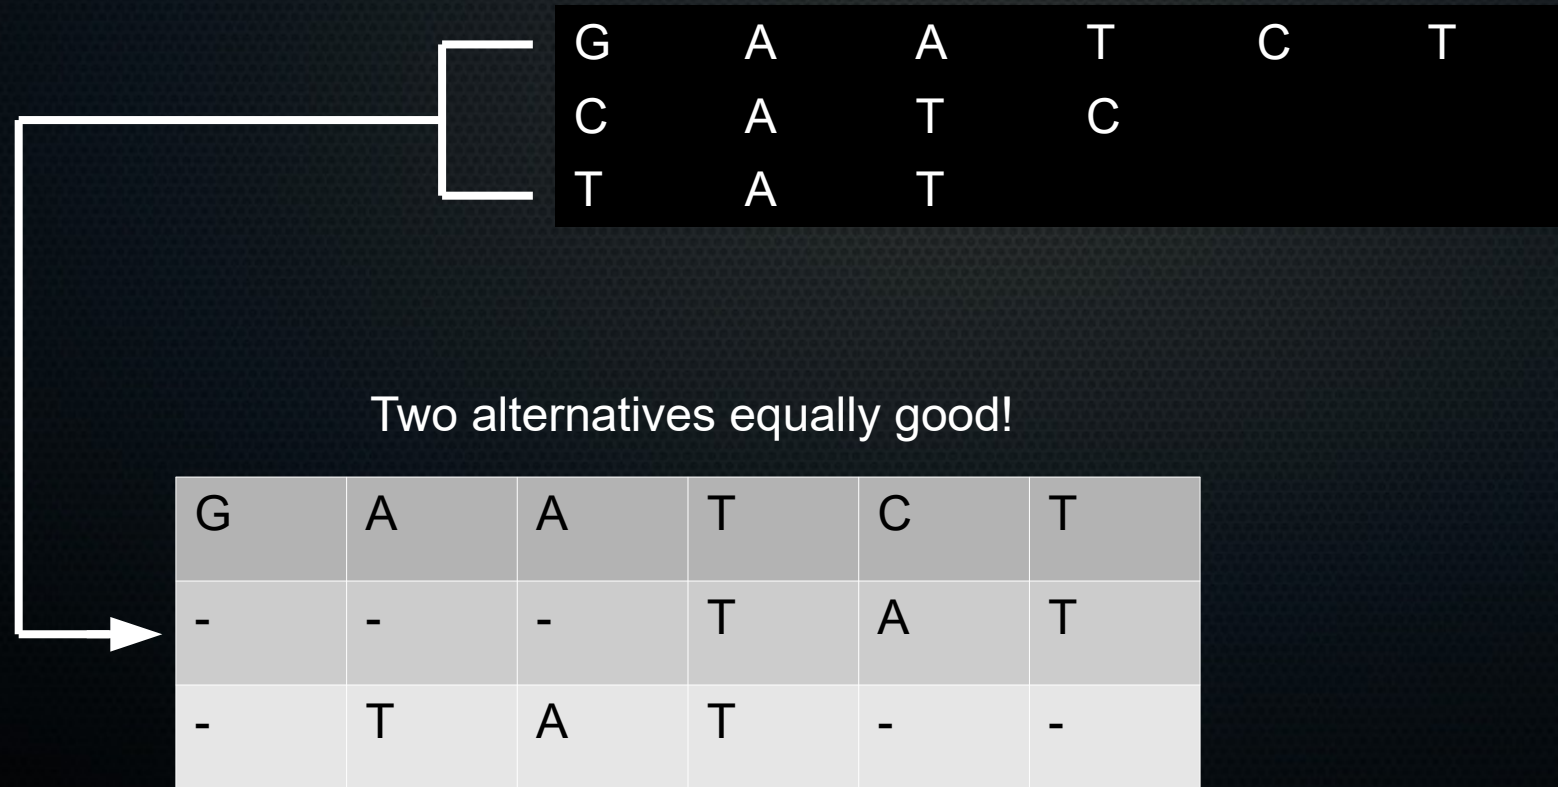 G A A T C T
C A T C
T A T
Two alternatives equally good!
G A A T C T
- - - T A T
- T A T - -